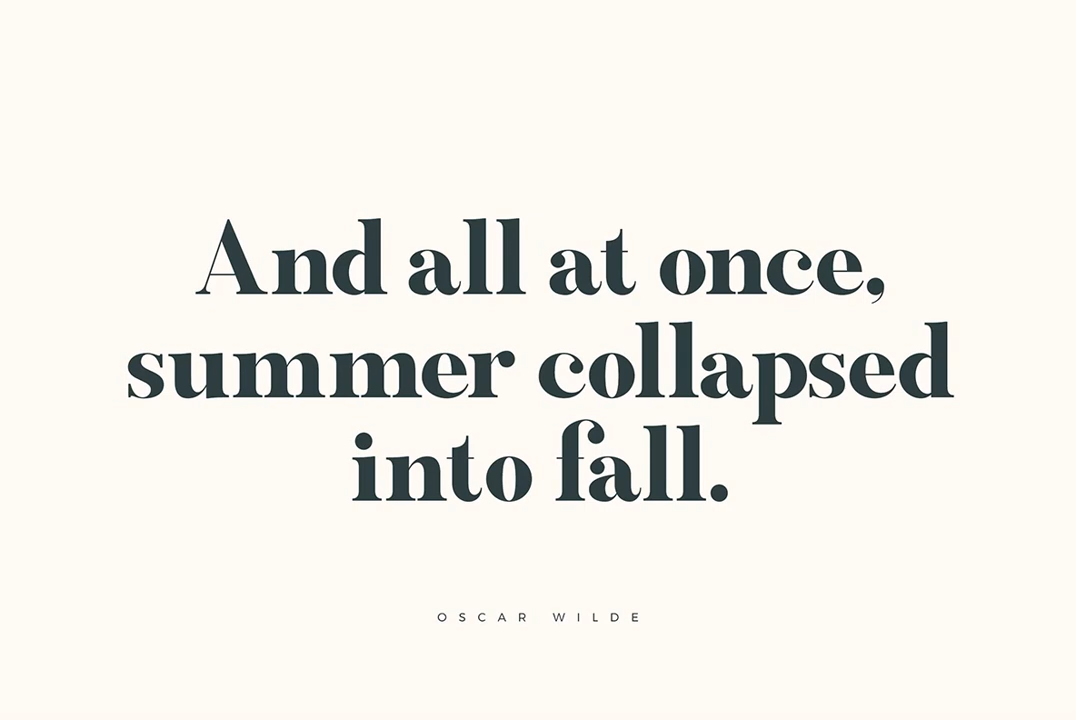 And all at once,
summer collapsed
into fall.
OSCAR WILDE